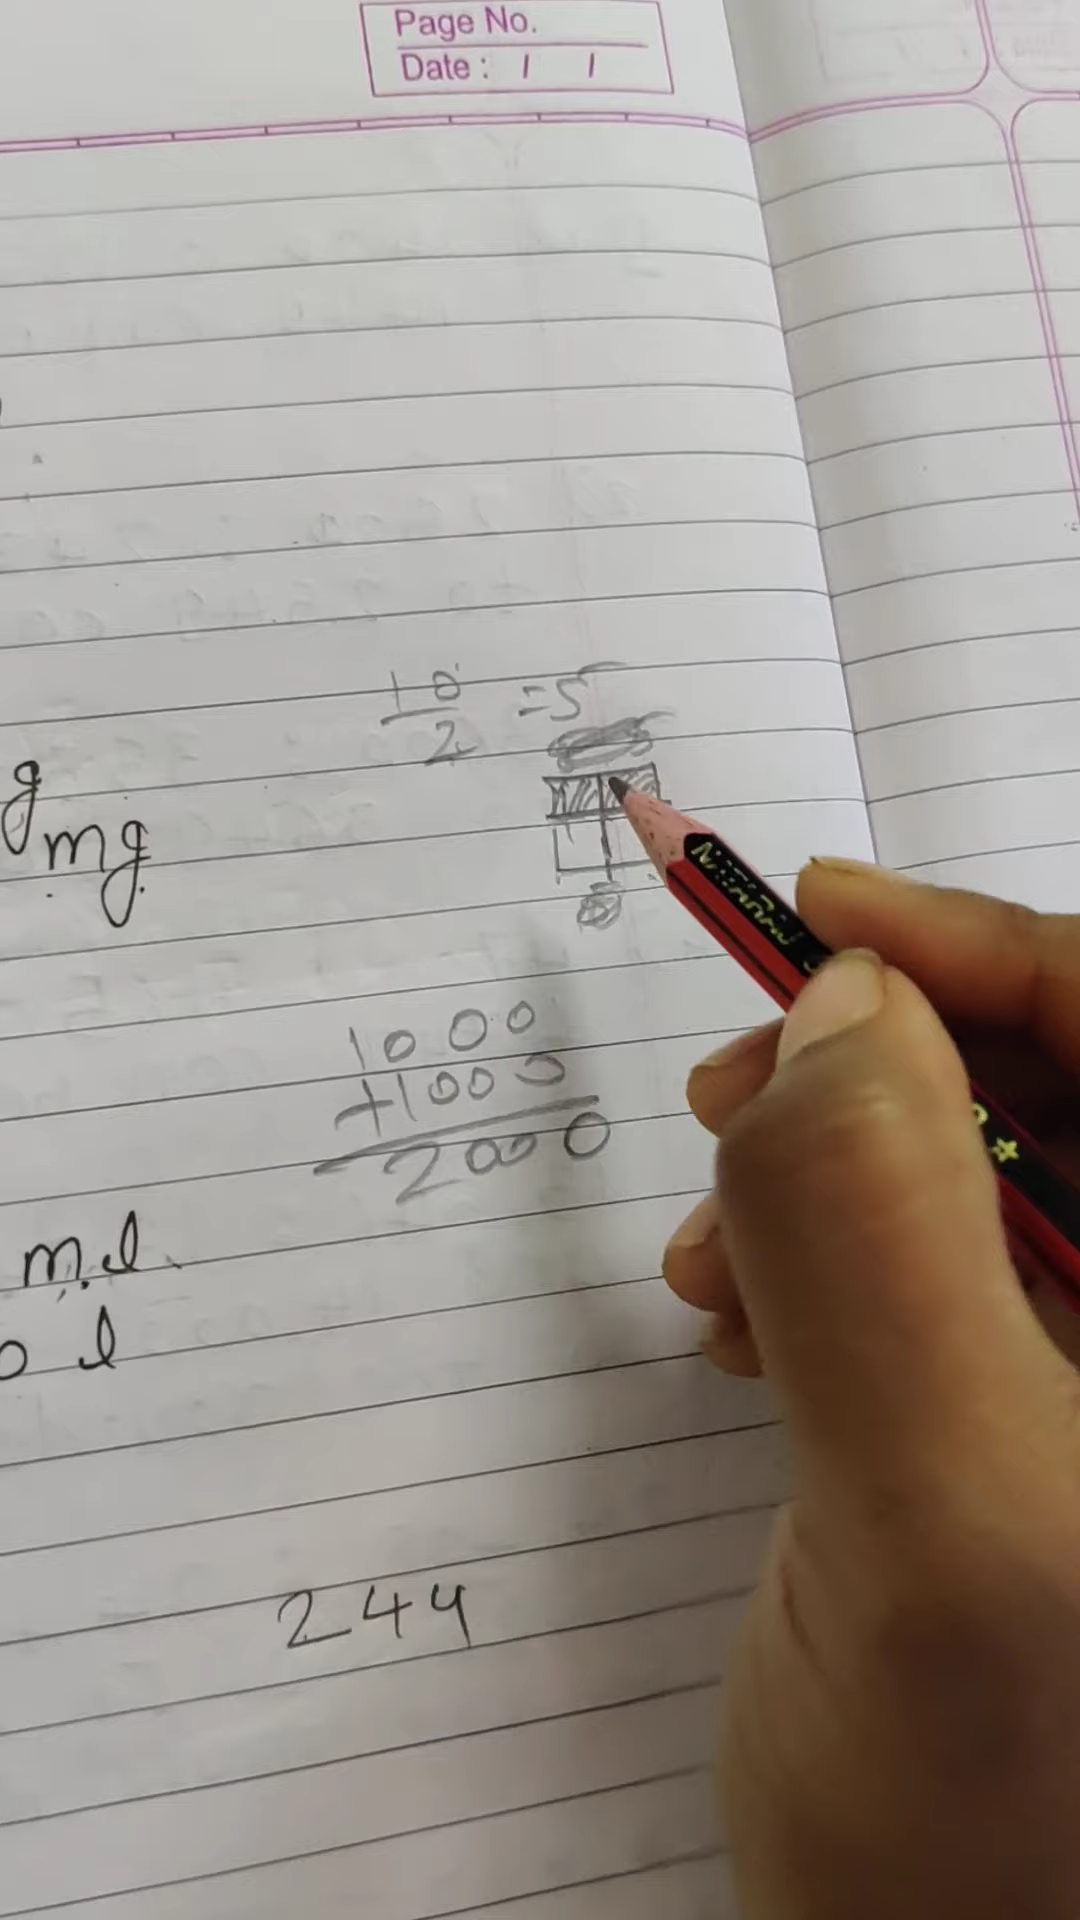 Page No.
Date : / /
10
2
=5
g
mg
1000
+1000
2000
m.l.
l
244